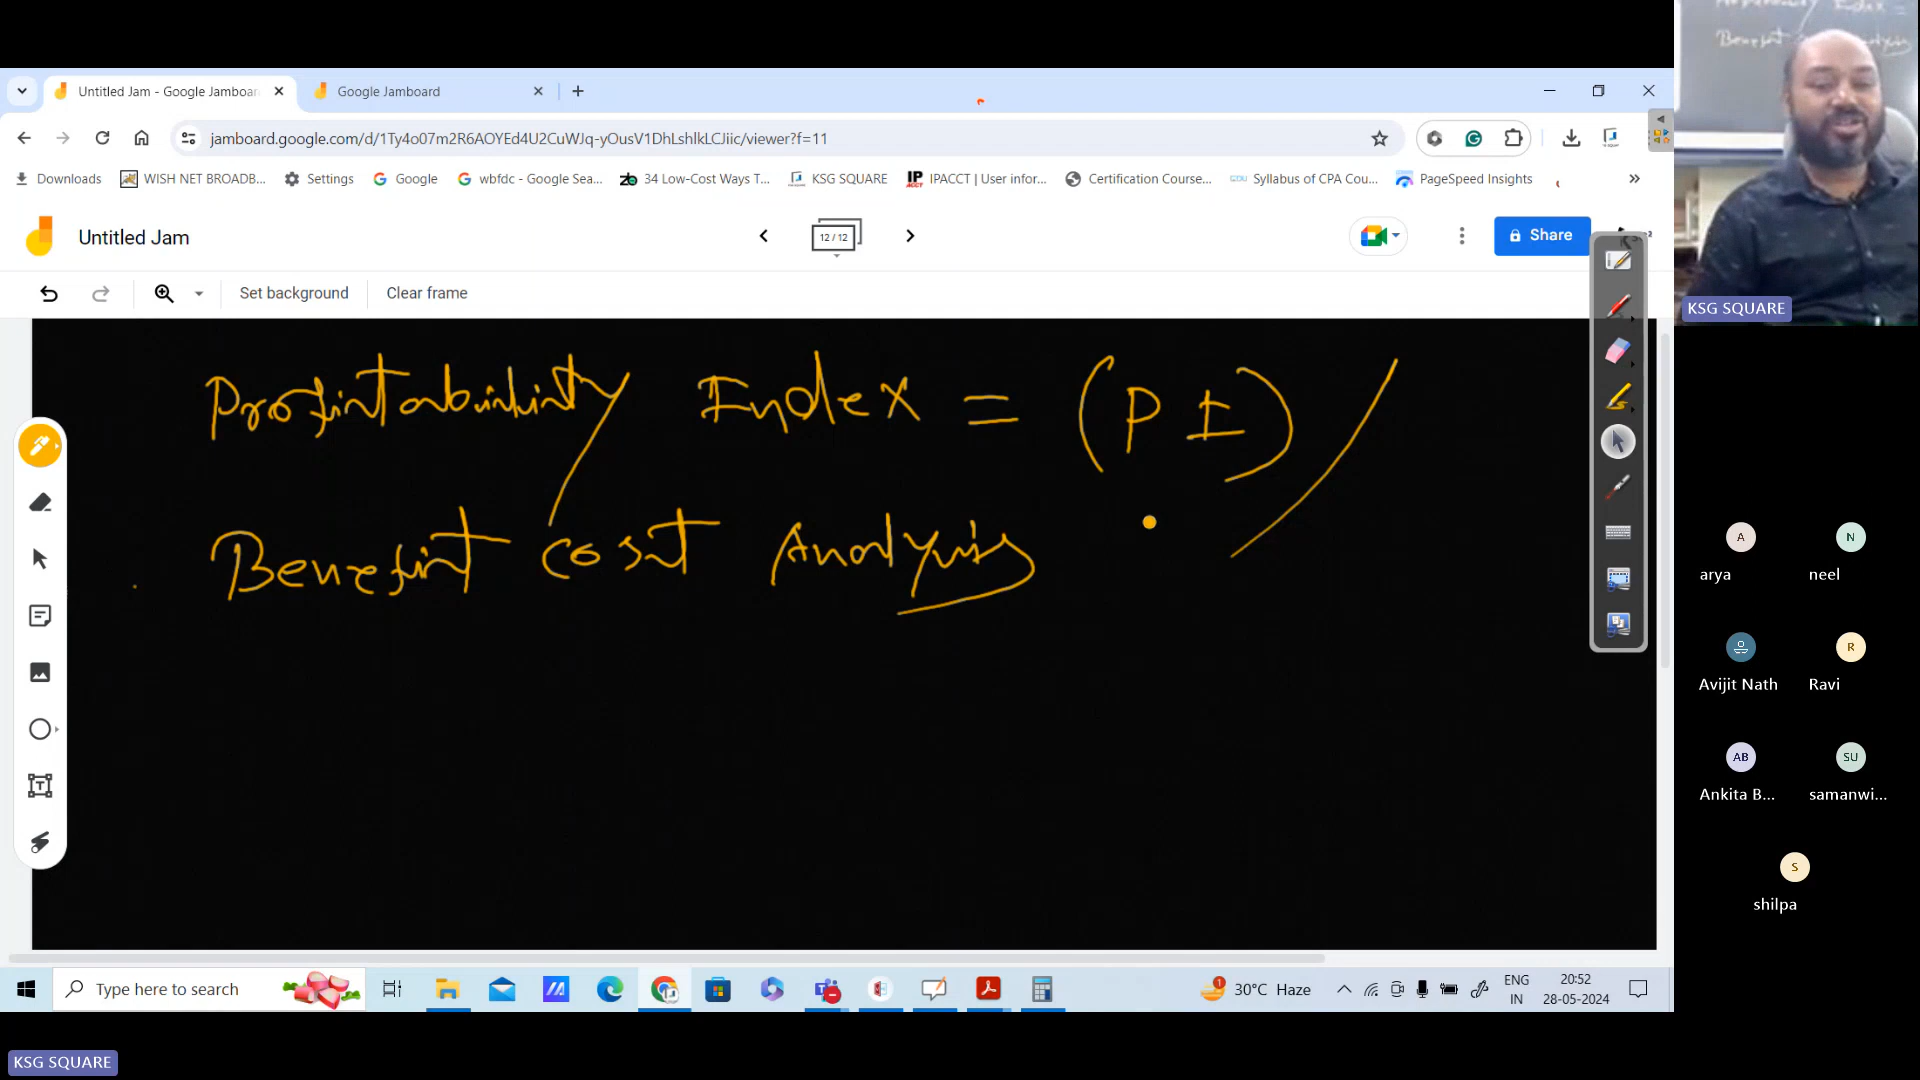 Untitled Jam - Google Jamboar
Google Jamboard
jamboard.google.com/d/1Ty4o07m2R6AOYEd4U2CuWJq-yOusV1DhLshlkLCJiic/viewer?f=11
Downloads
WISH NET BROADB...
Settings
Google
wbfdc - Google Sea...
34 Low-Cost Ways T...
KSG SQUARE
IPACCT | User infor...
Certification Course...
Syllabus of CPA Cou...
PageSpeed Insights
Untitled Jam
12 / 12
Share
Set background
Clear frame
Profitability Index = (PI)
Benefit Cost Analysis
KSG SQUARE
A
arya
N
neel
Avijit Nath
R
Ravi
AB
Ankita B...
SU
samanwi...
S
shilpa
Type here to search
1
30°C Haze
ENG
IN
20:52
28-05-2024
KSG SQUARE